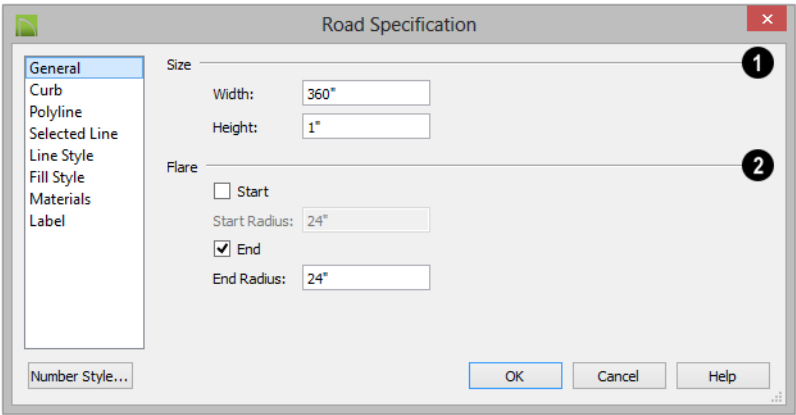 Road Specification
General
Curb
Polyline
Selected Line
Line Style
Fill Style
Materials
Label
Size
1
Width: 360"
Height: 1"
Flare
2
Start
Start Radius: 24"
End
End Radius: 24"
Number Style...
OK
Cancel
Help